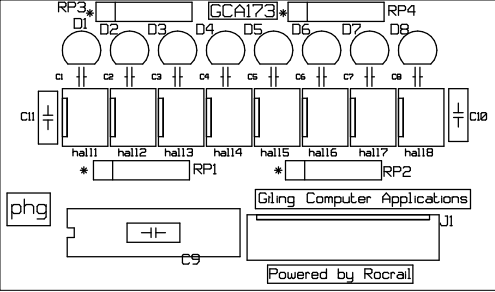 RP3 * GCA173 * RP4
D1 D2 D3 D4 D5 D6 D7 D8
C1 C2 C3 C4 C5 C6 C7 C8
C11 C10
hall1 hall2 hall3 hall4 hall5 hall6 hall7 hall8
* RP1 * RP2
phg
Giling Computer Applications
J1
C9
Powered by Rocrail